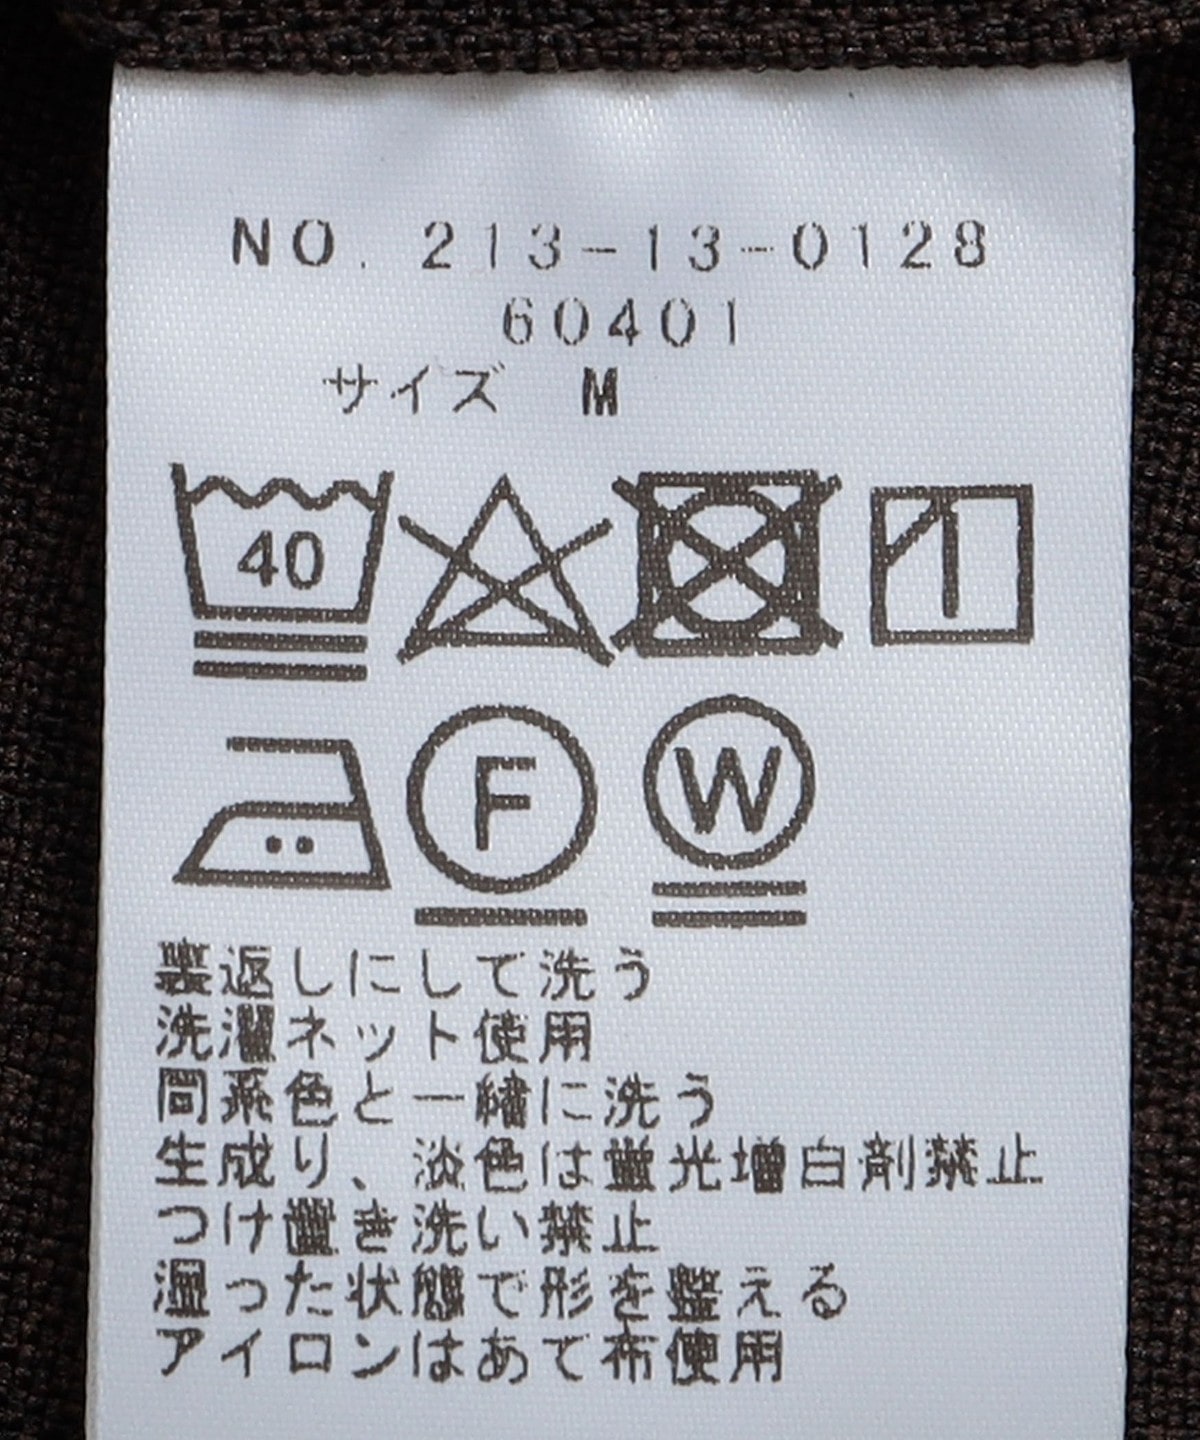 NO. 213-13-0128
60401
サイズ M
40
F W
裏返しにして洗う
洗濯ネット使用
同系色と一緒に洗う
生成り、淡色は蛍光増白剤禁止
つけ置き洗い禁止
湿った状態で形を整える
アイロンはあて布使用